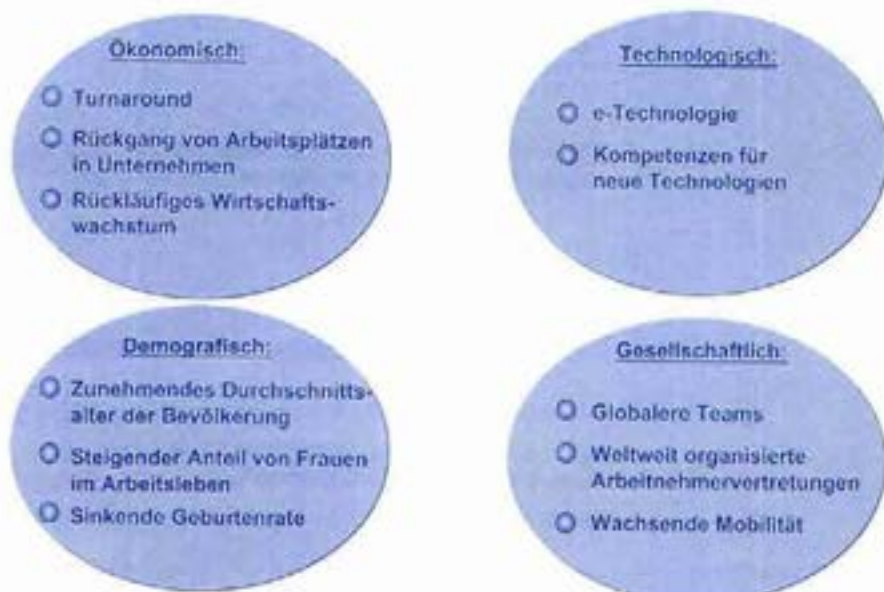 Ökonomisch:
Turnaround
Rückgang von Arbeitsplätzen
in Unternehmen
Rückläufiges Wirtschafts-
wachstum
Technologisch:
e-Technologie
Kompetenzen für
neue Technologien
Demografisch:
Zunehmendes Durchschnitts-
alter der Bevölkerung
Steigender Anteil von Frauen
im Arbeitsleben
Sinkende Geburtenrate
Gesellschaftlich:
Globalere Teams
Weltweit organisierte
Arbeitnehmervertretungen
Wachsende Mobilität